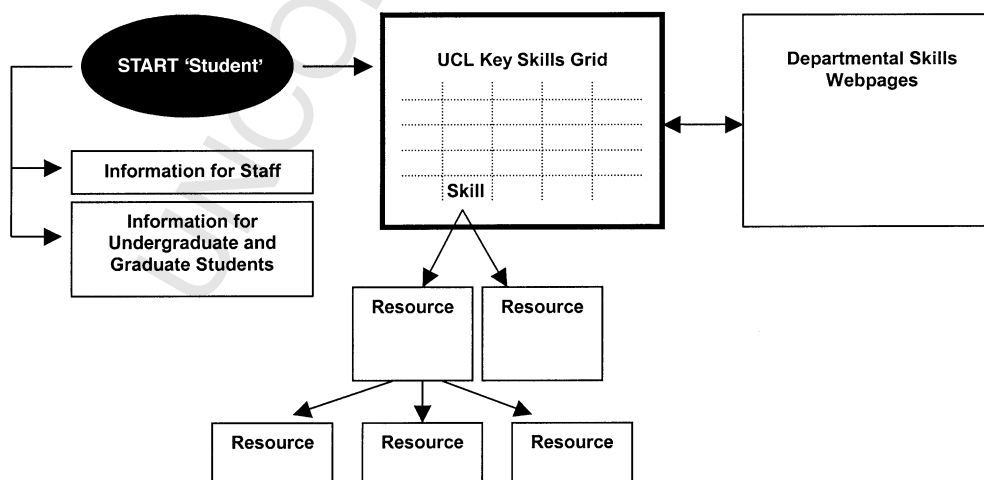 START ‘Student’
UCL Key Skills Grid
Departmental Skills
Webpages
Information for Staff
Skill
Information for
Undergraduate and
Graduate Students
Resource
Resource
Resource
Resource
Resource
UNCO